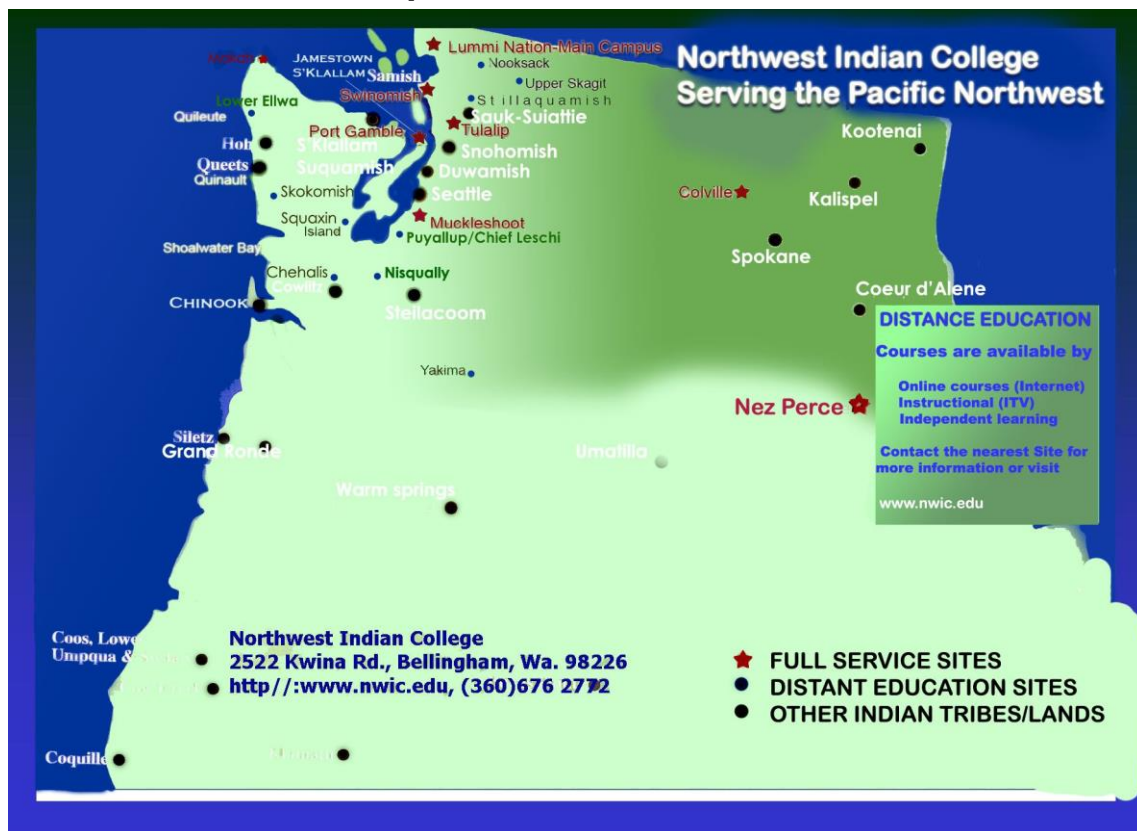 Northwest Indian College
Serving the Pacific Northwest
Lummi Nation-Main Campus
Nooksack
Upper Skagit
JAMESTOWN
S'KLALLAM
Samish
Swinomish
Stillaquamish
Sauk-Suiattie
Lower Ellwa
Quileute
Port Gamble
Tulalip
Hoh
S'Klallam
Snohomish
Kootenai
Queets
Suquamish
Duwamish
Quinault
Skokomish
Seattle
Colville
Kalispel
Squaxin
Island
Muckleshoot
Puyallup/Chief Leschi
Shoalwater Bay
Spokane
Chehalis
Nisqually
Cowlitz
CHINOOK
Steilacoom
Coeur d'Alene
DISTANCE EDUCATION
Courses are available by
Online courses (Internet)
Instructional (ITV)
Independent learning
Contact the nearest Site for
more information or visit
www.nwic.edu
Yakima
Nez Perce
Siletz
Grand Ronde
Umatilla
Warm springs
Coos, Lowe
Umpqua &
Northwest Indian College
2522 Kwina Rd., Bellingham, Wa. 98226
http//:www.nwic.edu, (360)676 2772
Coquille
FULL SERVICE SITES
DISTANT EDUCATION SITES
OTHER INDIAN TRIBES/LANDS